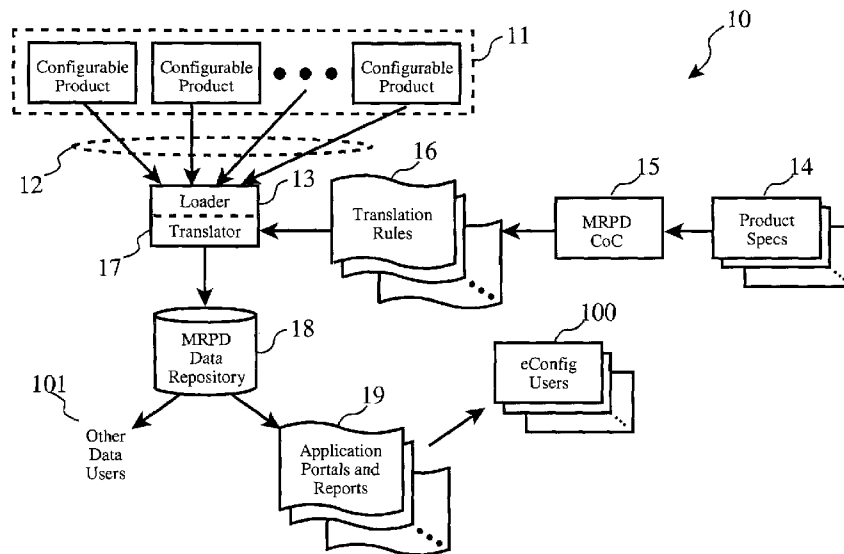 10
11
Configurable
Product
Configurable
Product
Configurable
Product
12
13
Loader
Translator
17
16
Translation
Rules
15
MRPD
CoC
14
Product
Specs
MRPD
Data
Repository
18
100
eConfig
Users
101
Other
Data
Users
19
Application
Portals and
Reports